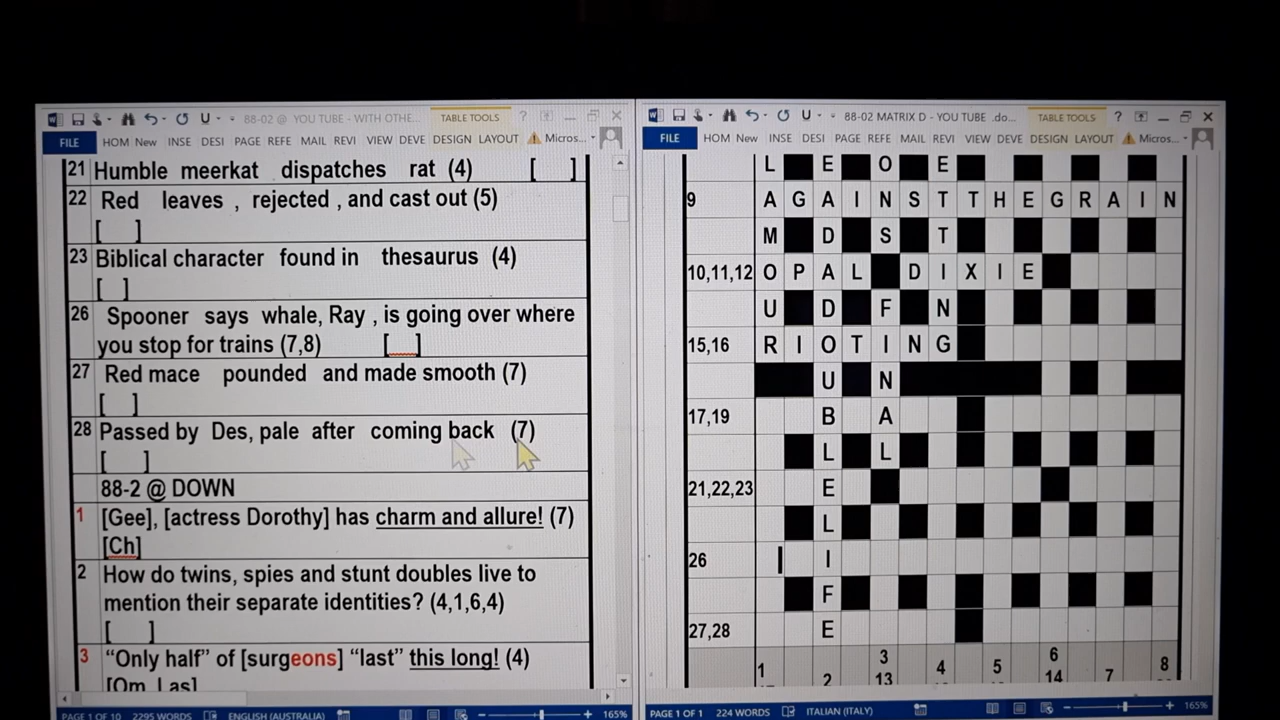 88-02 @ YOU TUBE - WITH OTHE...
TABLE TOOLS
FILE HOM New INSE DESI PAGE REFE MAIL REVI VIEW DEVE DESIGN LAYOUT Micros...
21 Humble meerkat dispatches rat (4) [ ]
22 Red leaves , rejected , and cast out (5)
[ ]
23 Biblical character found in thesaurus (4)
[ ]
26 Spooner says whale, Ray , is going over where
you stop for trains (7,8) [ ]
27 Red mace pounded and made smooth (7)
[ ]
28 Passed by Des, pale after coming back (7)
[ ]
88-2 @ DOWN
1 [Gee], [actress Dorothy] has charm and allure! (7)
[Ch]
2 How do twins, spies and stunt doubles live to
mention their separate identities? (4,1,6,4)
[ ]
3 “Only half” of [surgeons] “last” this long! (4)
[Om Las]
PAGE 1 OF 10 2295 WORDS ENGLISH (AUSTRALIA) 165%
88-02 MATRIX D - YOU TUBE .do...
TABLE TOOLS
FILE HOM New INSE DESI PAGE REFE MAIL REVI VIEW DEVE DESIGN LAYOUT Micros...
L E O E
9 A G A I N S T T H E G R A I N
M D S T
10,11,12 O P A L D I X I E
U D F N
15,16 R I O T I N G
U N
17,19 B A
L L
21,22,23 E
L
26 I
F
27,28 E
1 2 3 4 5 6 7 8
13 14
PAGE 1 OF 1 224 WORDS ITALIAN (ITALY) 165%